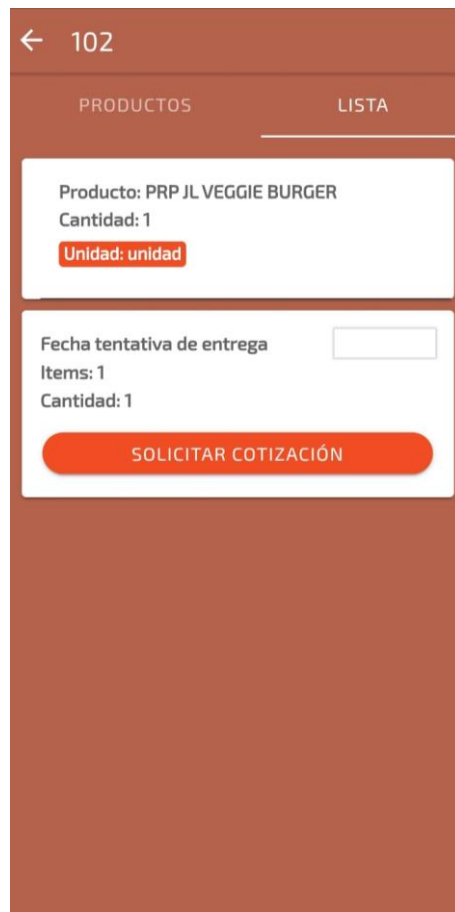 102
PRODUCTOS
LISTA
Producto: PRP JL VEGGIE BURGER
Cantidad: 1
Unidad: unidad
Fecha tentativa de entrega
Items: 1
Cantidad: 1
SOLICITAR COTIZACIÓN